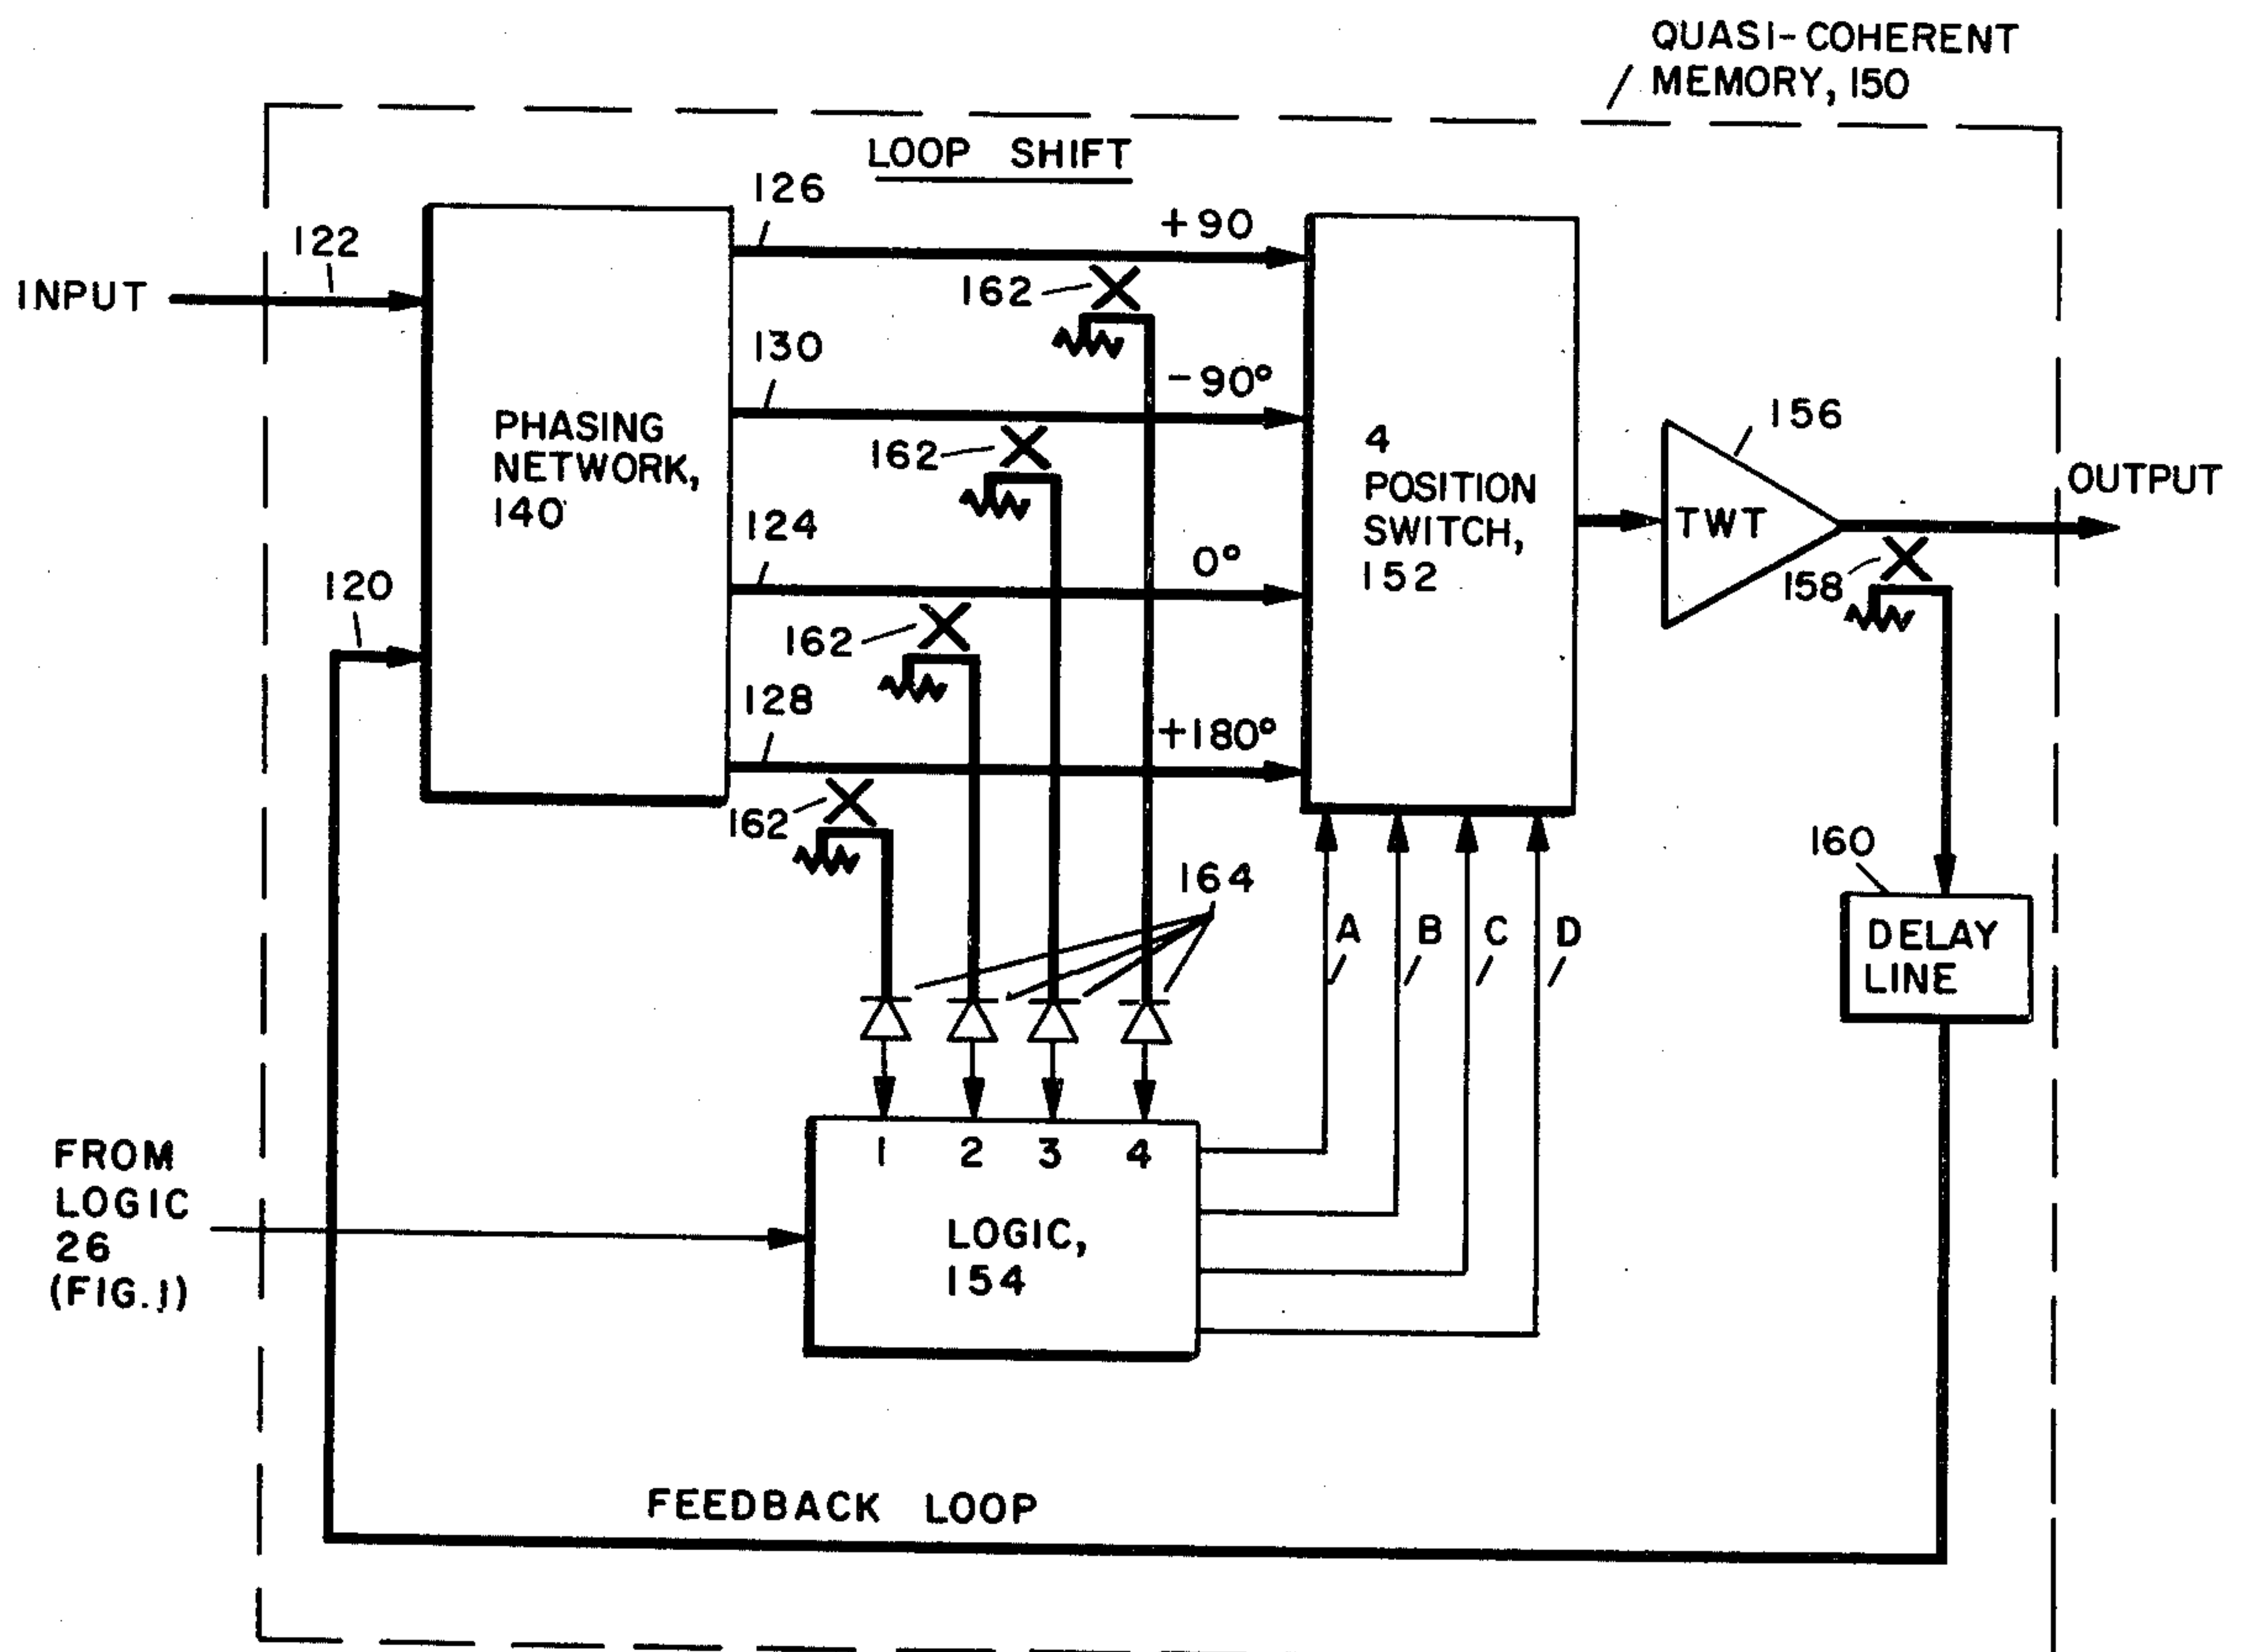 QUASI-COHERENT
MEMORY, 150
LOOP SHIFT
126
+90
122
INPUT
162
130
-90°
PHASING
NETWORK,
140
162
4
POSITION
SWITCH,
152
156
TWT
OUTPUT
124
0°
158
120
162
128
+180°
162
160
164
A
B
C
D
DELAY
LINE
1
2
3
4
FROM
LOGIC
26
(FIG.1)
LOGIC,
154
FEEDBACK LOOP